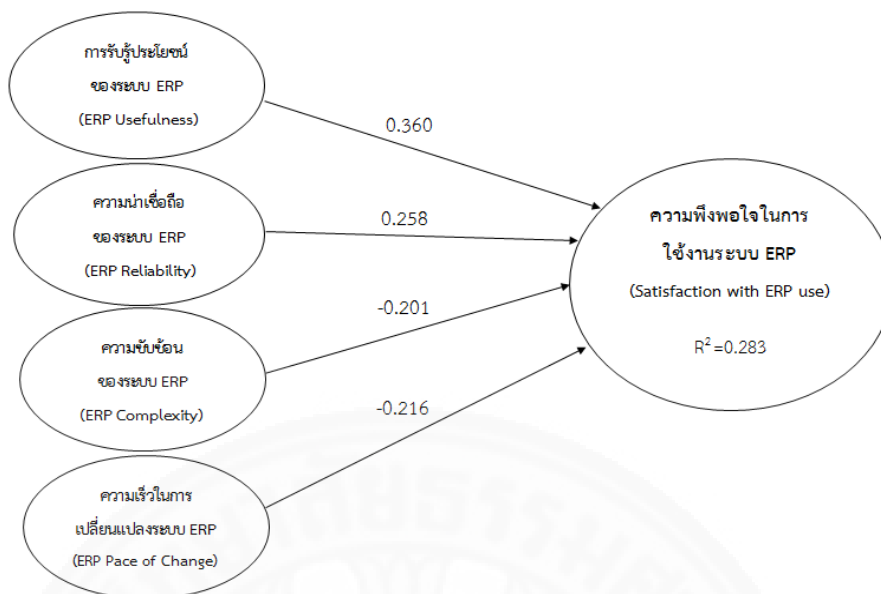 การรับรู้ประโยชน์
ของระบบ ERP
(ERP Usefulness)
0.360
ความน่าเชื่อถือ
ของระบบ ERP
(ERP Reliability)
0.258
ความซับซ้อน
ของระบบ ERP
(ERP Complexity)
-0.201
ความเร็วในการ
เปลี่ยนแปลงระบบ ERP
(ERP Pace of Change)
-0.216
ความพึงพอใจในการ
ใช้งานระบบ ERP
(Satisfaction with ERP use)
R²=0.283